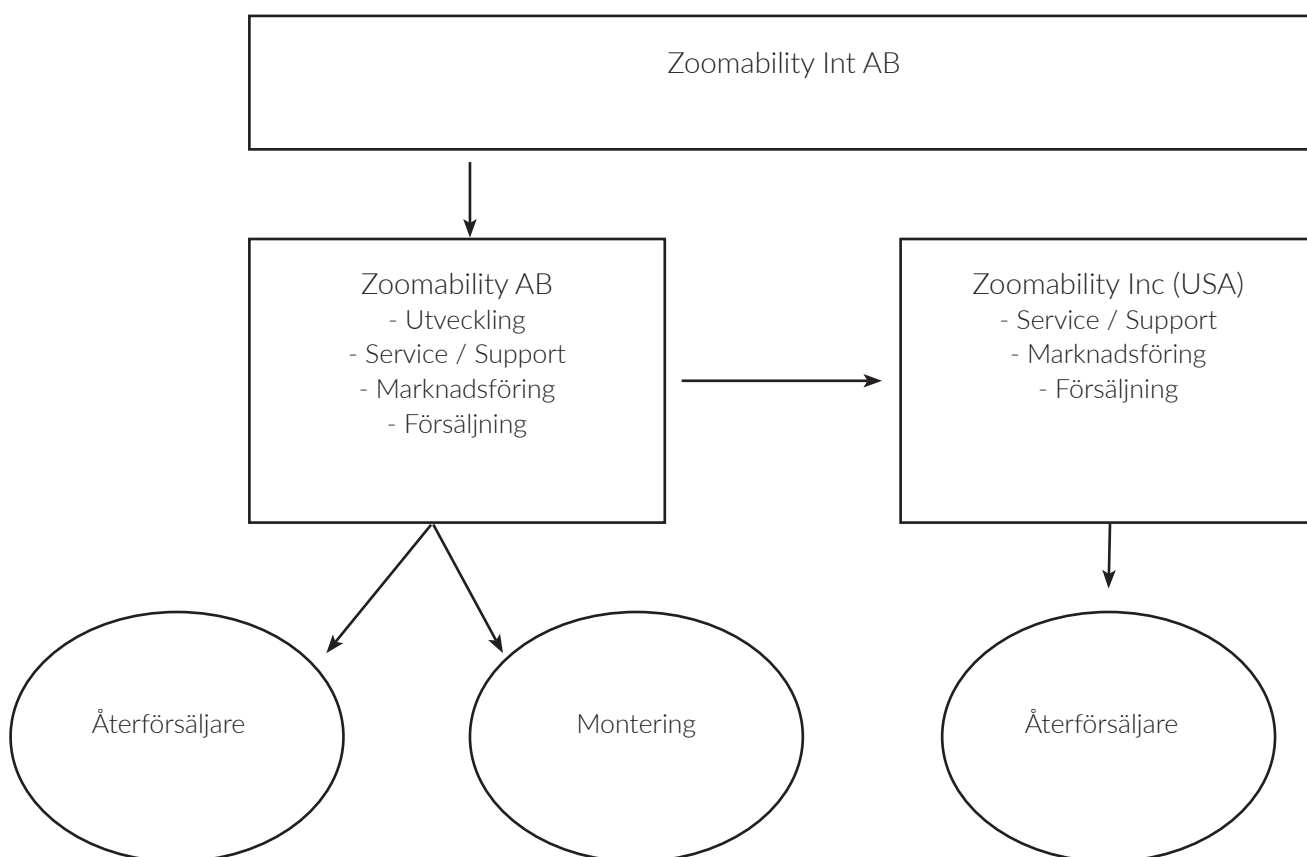 Zoomability Int AB
Zoomability AB
- Utveckling
- Service / Support
- Marknadsföring
- Försäljning
Zoomability Inc (USA)
- Service / Support
- Marknadsföring
- Försäljning
Återförsäljare
Montering
Återförsäljare